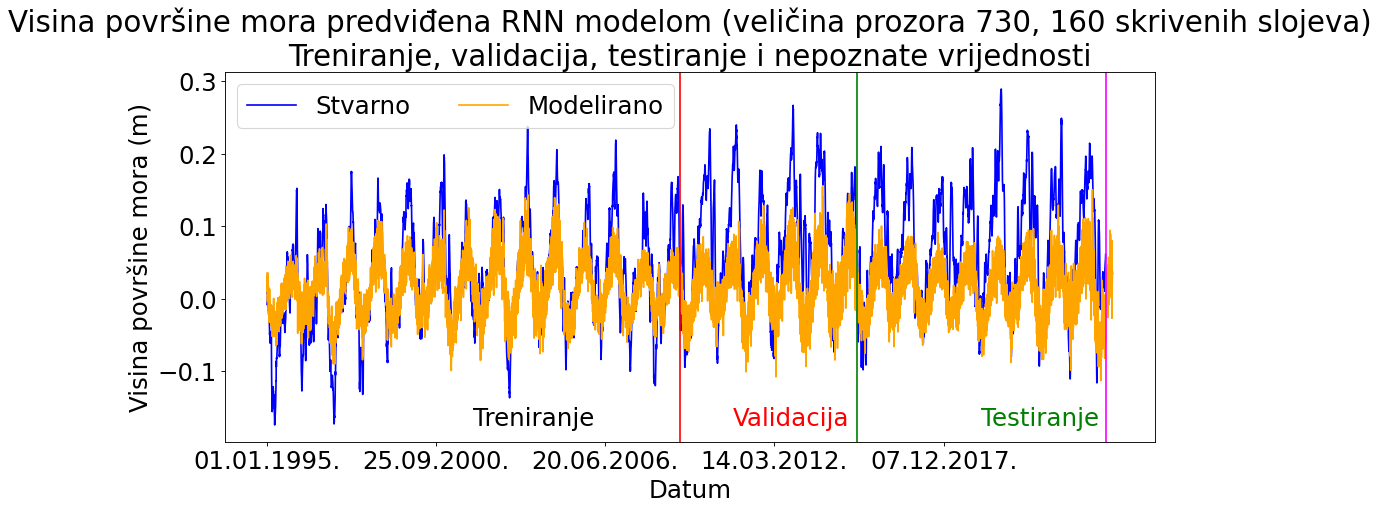 Visina površine mora predviđena RNN modelom (veličina prozora 730, 160 skrivenih slojeva)
Treniranje, validacija, testiranje i nepoznate vrijednosti
Stvarno
Modelirano
Visina površine mora (m)
0.3
0.2
0.1
0.0
−0.1
Treniranje
Validacija
Testiranje
01.01.1995.
25.09.2000.
20.06.2006.
14.03.2012.
07.12.2017.
Datum